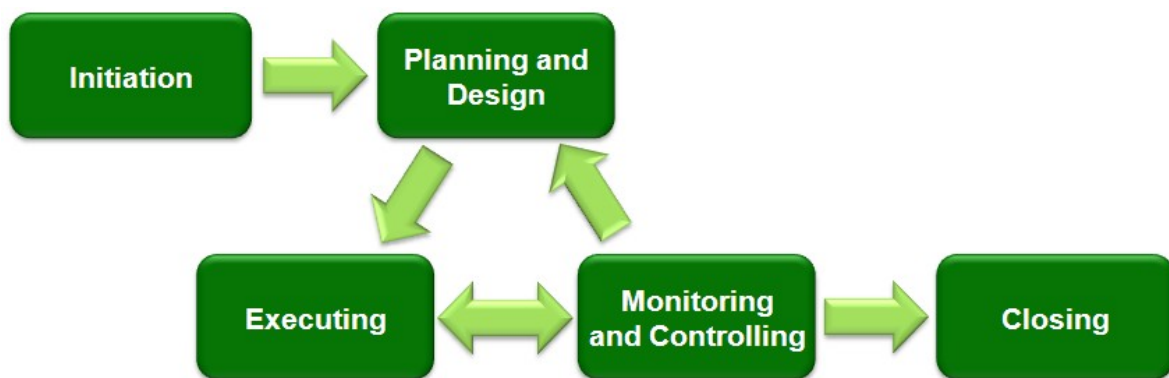 Initiation
Planning and
Design
Executing
Monitoring
and Controlling
Closing